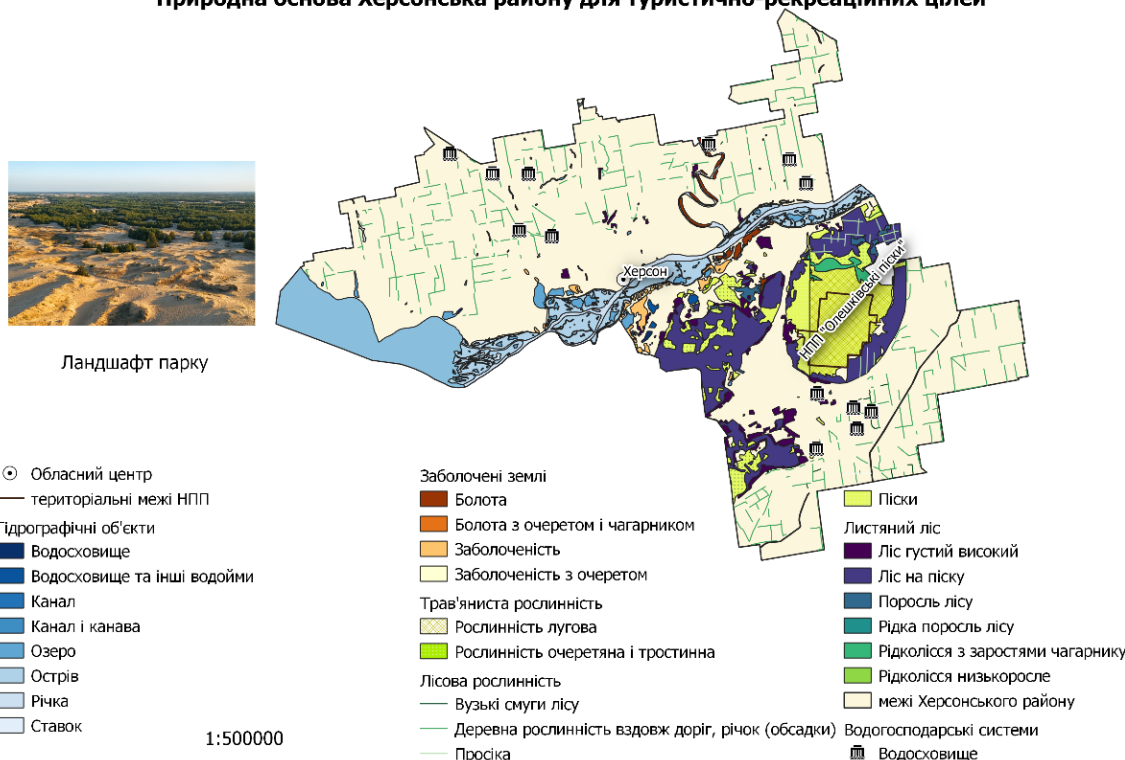 Природна основа Херсонська району для туристично-рекреаційних цілей
Херсон
НПП "Олешківські піски"
Ландшафт парку
Обласний центр
територіальні межі НПП
Гідрографічні об'єкти
Водосховище
Водосховище та інші водойми
Канал
Канал і канава
Озеро
Острів
Річка
Ставок
1:500000
Заболочені землі
Болота
Болота з очеретом і чагарником
Заболоченість
Заболоченість з очеретом
Трав'яниста рослинність
Рослинність лугова
Рослинність очеретяна і тростинна
Лісова рослинність
Вузькі смуги лісу
Деревна рослинність вздовж доріг, річок (обсадки)
Просіка
Піски
Листяний ліс
Ліс густий високий
Ліс на піску
Поросль лісу
Рідка поросль лісу
Рідколісся з заростями чагарнику
Рідколісся низькоросле
межі Херсонського району
Водогосподарські системи
Водосховище